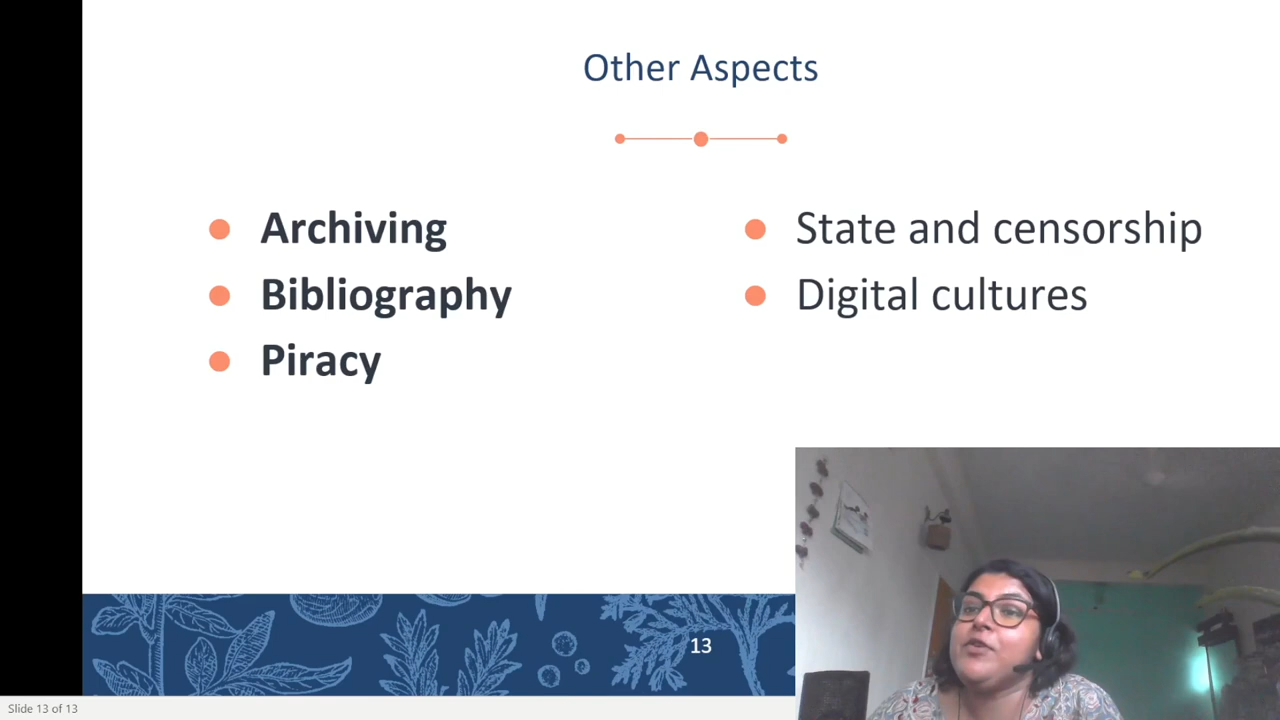 Other Aspects
Archiving
Bibliography
Piracy
State and censorship
Digital cultures
13
Slide 13 of 13